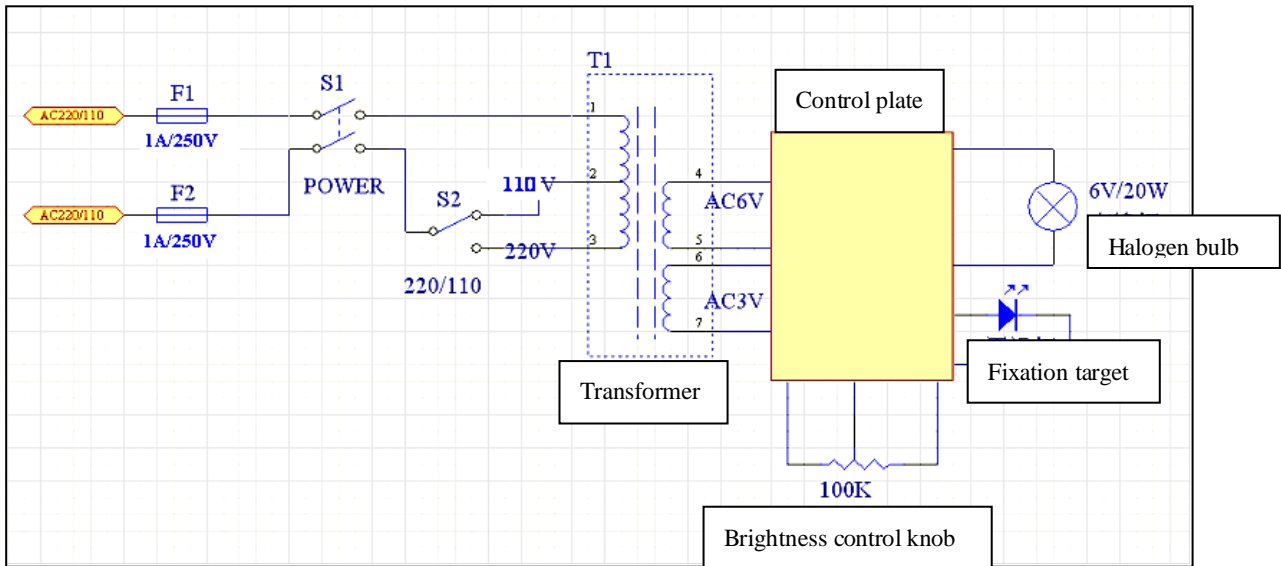 T1
S1
F1
AC220/110
1A/250V
Control plate
1
POWER
2
110 V
4
AC6V
6V/20W
F2
S2
AC220/110
1A/250V
3
220V
5
6
Halogen bulb
220/110
AC3V
7
Transformer
Fixation target
100K
Brightness control knob